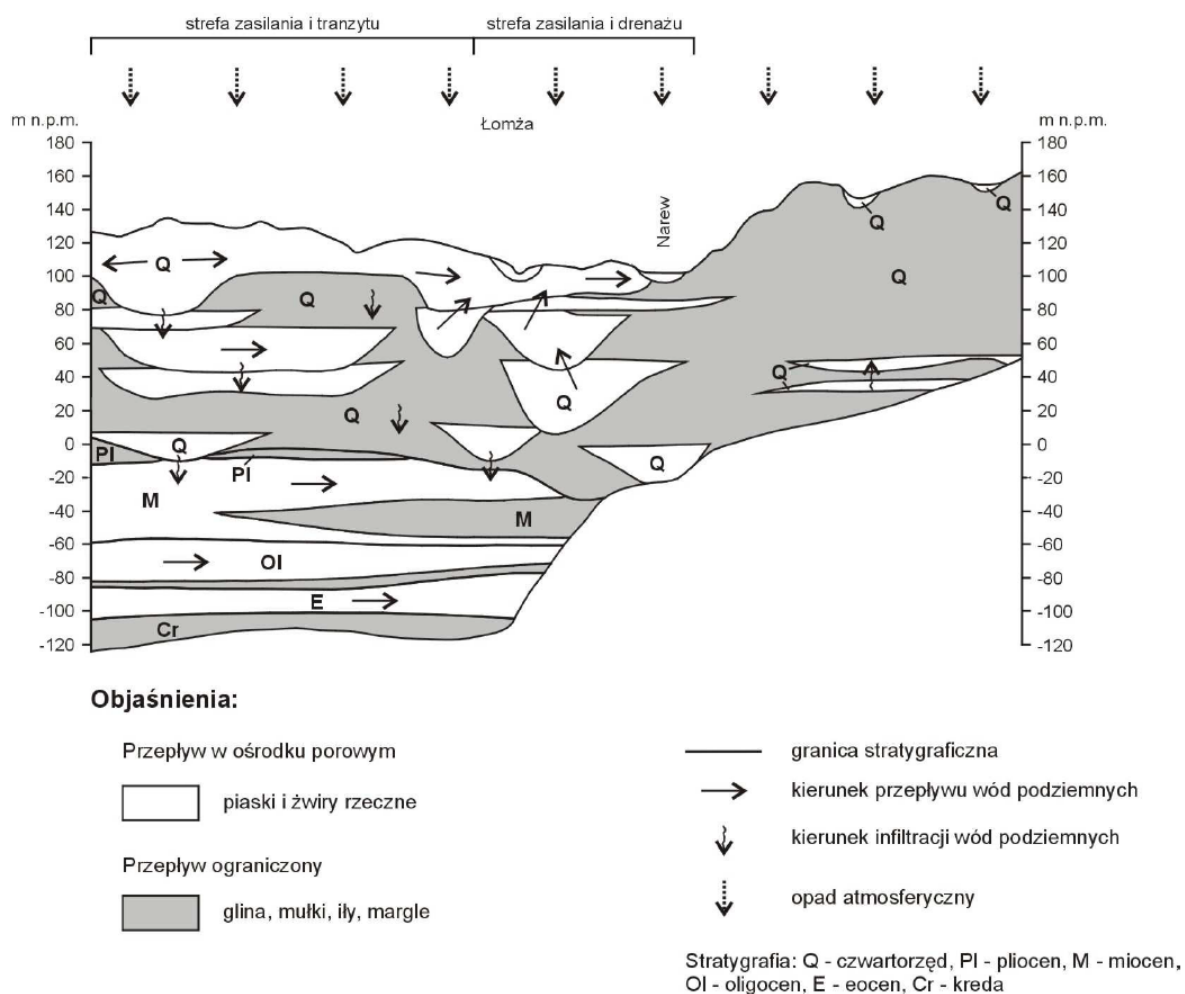 strefa zasilania i tranzytu strefa zasilania i drenażu
m n.p.m. Łomża m n.p.m.
180 180
160 160
140 Narew Q Q 140
120 120
100 Q Q Q Q 100
80 80
60 60
40 Q 40
20 Q Q 20
0 Q 0
Pl Pl Q
-20 -20
M
-40 M -40
-60 -60
Ol
-80 -80
-100 E -100
Cr
-120 -120
Objaśnienia:
Przepływ w ośrodku porowym
piaski i żwiry rzeczne
Przepływ ograniczony
glina, mułki, iły, margle
granica stratygraficzna
kierunek przepływu wód podziemnych
kierunek infiltracji wód podziemnych
opad atmosferyczny
Stratygrafia: Q - czwartorzęd, Pl - pliocen, M - miocen,
Ol - oligocen, E - eocen, Cr - kreda